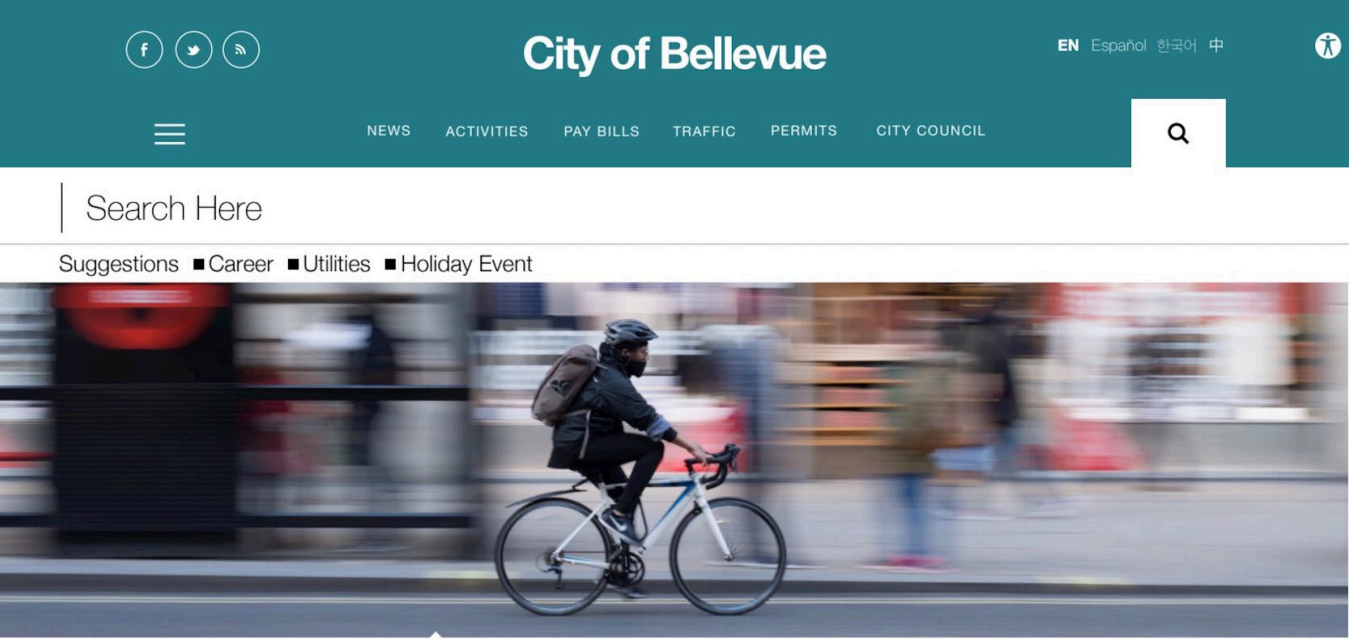 City of Bellevue
EN Español 한국어 中
NEWS ACTIVITIES PAY BILLS TRAFFIC PERMITS CITY COUNCIL
Search Here
Suggestions ■ Career ■ Utilities ■ Holiday Event